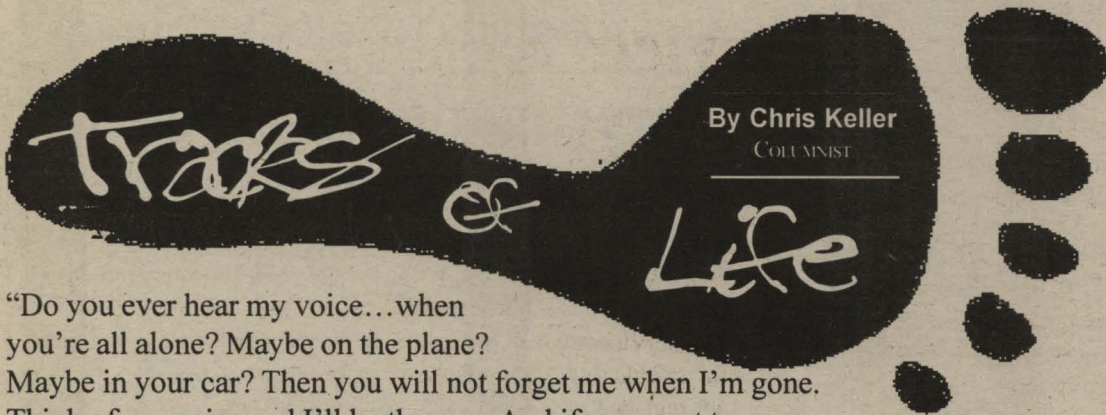 Tracks
of
Life
By Chris Keller
COLUMNIST
“Do you ever hear my voice…when
you’re all alone? Maybe on the plane?
Maybe in your car? Then you will not forget me when I’m gone.